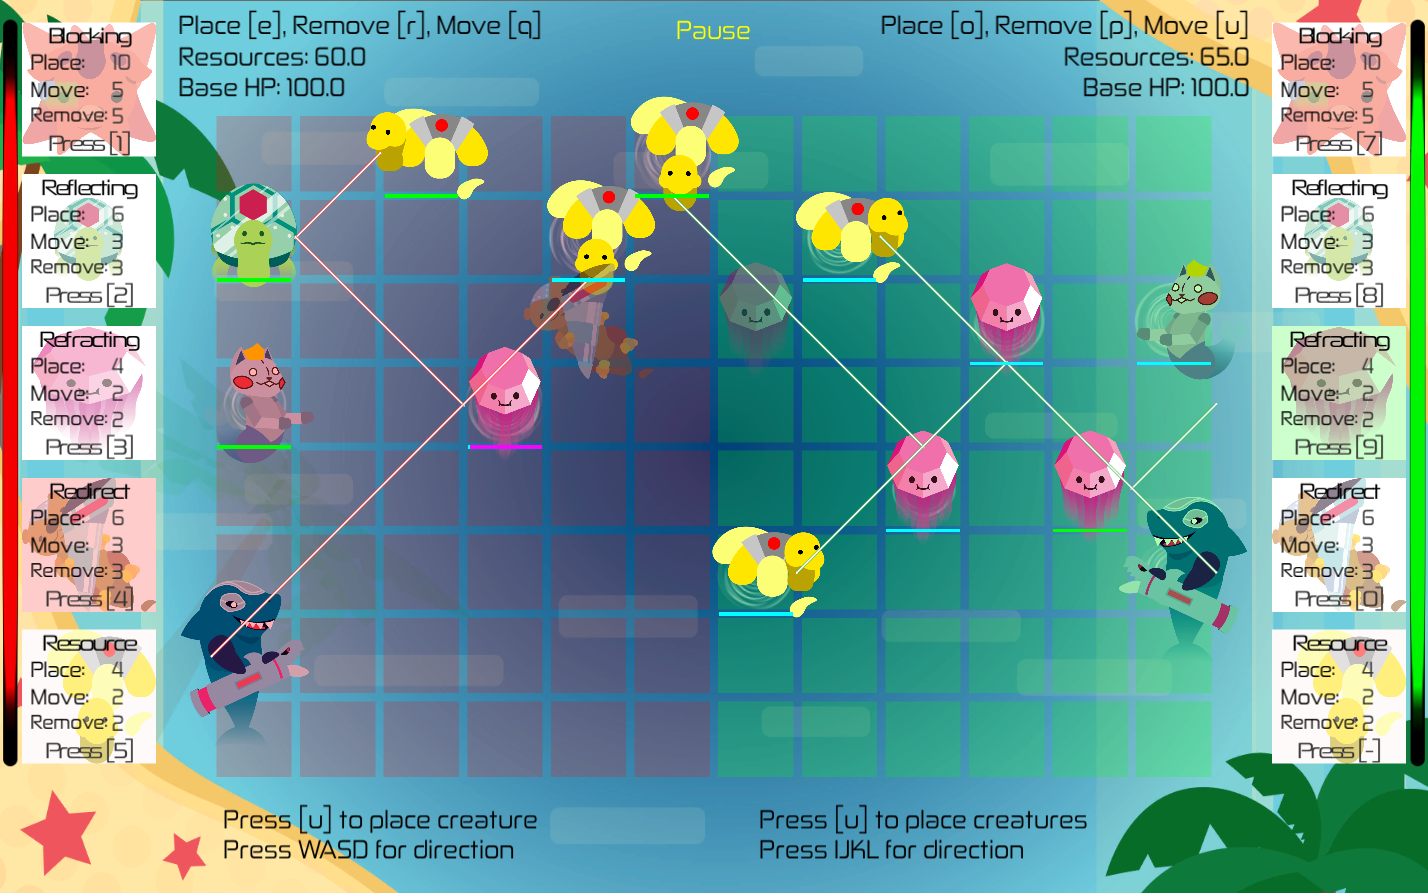 Place [e], Remove [r], Move [q]
Resources: 60.0
Base HP: 100.0
Pause
Place [o], Remove [p], Move [u]
Resources: 65.0
Base HP: 100.0
Blocking
Place: 10
Move: 5
Remove: 5
Press [1]
Reflecting
Place: 6
Move: 3
Remove: 3
Press [2]
Refracting
Place: 4
Move: 2
Remove: 2
Press [3]
Redirect
Place: 6
Move: 3
Remove: 3
Press [4]
Resource
Place: 4
Move: 2
Remove: 2
Press [5]
Blocking
Place: 10
Move: 5
Remove: 5
Press [7]
Reflecting
Place: 6
Move: 3
Remove: 3
Press [8]
Refracting
Place: 4
Move: 2
Remove: 2
Press [9]
Redirect
Place: 6
Move: 3
Remove: 3
Press [0]
Resource
Place: 4
Move: 2
Remove: 2
Press [-]
Press [u] to place creature
Press WASD for direction
Press [u] to place creatures
Press IJKL for direction